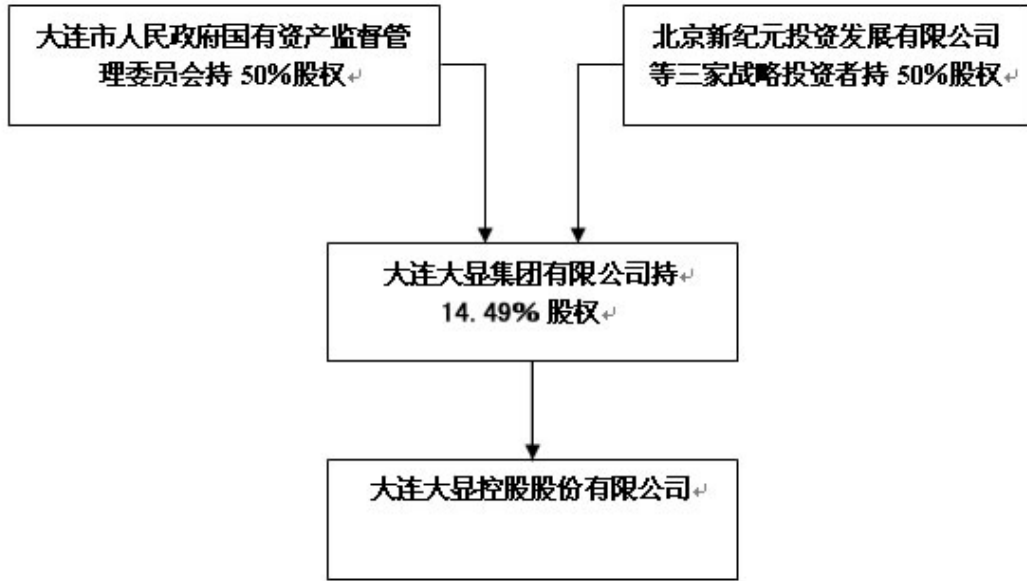 大连市人民政府国有资产监督管
理委员会持 50%股权↵
北京新纪元投资发展有限公司
等三家战略投资者持 50%股权↵
大连大显集团有限公司持↵
14.49% 股权↵
大连大显控股股份有限公司↵